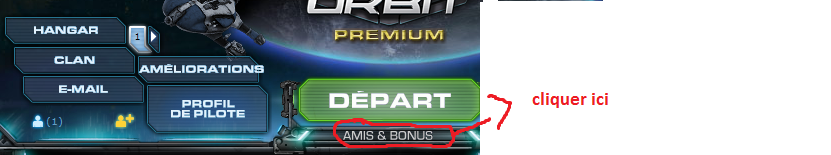 ORBIT
PREMIUM
HANGAR
1
CLAN
AMÉLIORATIONS
E-MAIL
PROFIL
DE PILOTE
(1)
DÉPART
AMIS & BONUS
cliquer ici